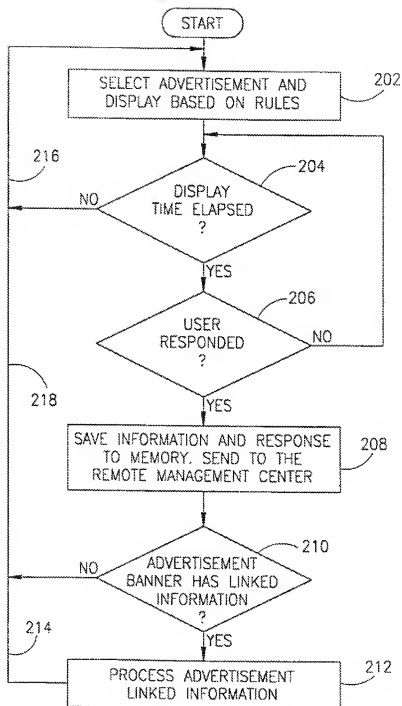 START
SELECT ADVERTISEMENT AND
DISPLAY BASED ON RULES
202
216
204
DISPLAY
TIME ELAPSED
?
NO
YES
206
USER
RESPONDED
?
NO
218
YES
SAVE INFORMATION AND RESPONSE
TO MEMORY. SEND TO THE
REMOTE MANAGEMENT CENTER
208
210
NO
ADVERTISEMENT
BANNER HAS LINKED
INFORMATION
?
214
YES
PROCESS ADVERTISEMENT
LINKED INFORMATION
212